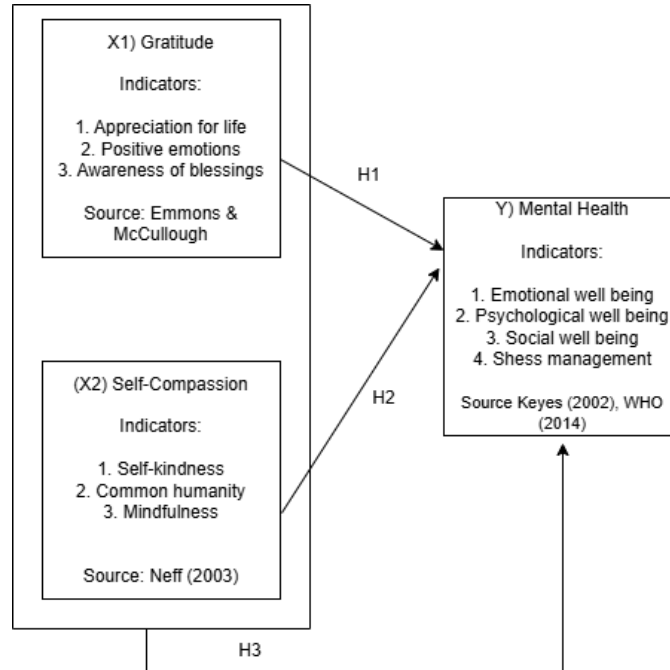 X1) Gratitude
Indicators:
1. Appreciation for life
2. Positive emotions
3. Awareness of blessings
Source: Emmons &
McCullough
H1
Y) Mental Health
Indicators:
1. Emotional well being
2. Psychological well being
3. Social well being
4. Shess management
Source Keyes (2002), WHO
(2014)
(X2) Self-Compassion
Indicators:
1. Self-kindness
2. Common humanity
3. Mindfulness
Source: Neff (2003)
H2
H3